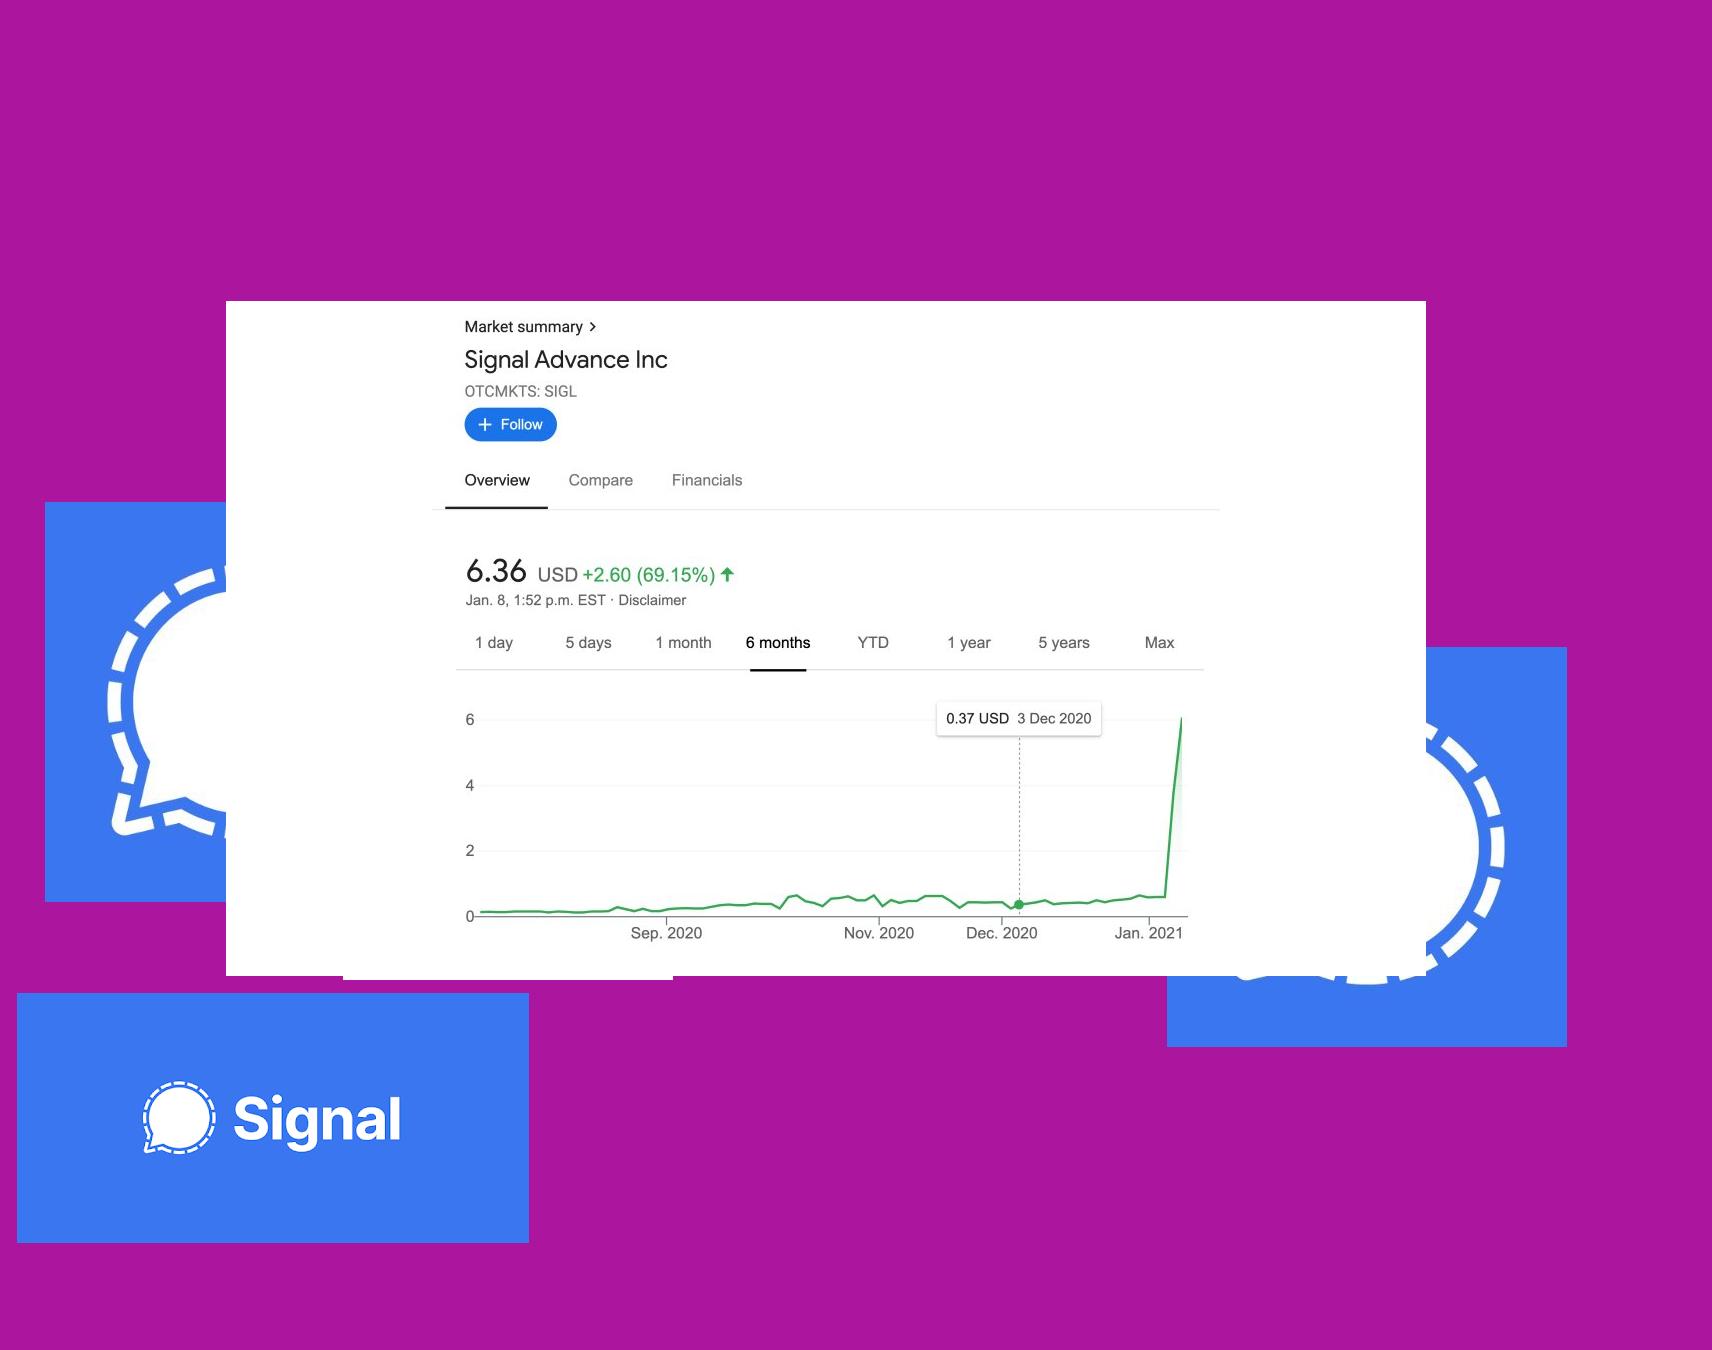 Market summary >
Signal Advance Inc
OTCMKTS: SIGL
+ Follow
Overview Compare Financials
6.36 USD +2.60 (69.15%) ↑
Jan. 8, 1:52 p.m. EST · Disclaimer
1 day 5 days 1 month 6 months YTD 1 year 5 years Max
0.37 USD 3 Dec 2020
6
4
2
0
Sep. 2020 Nov. 2020 Dec. 2020 Jan. 2021
Signal